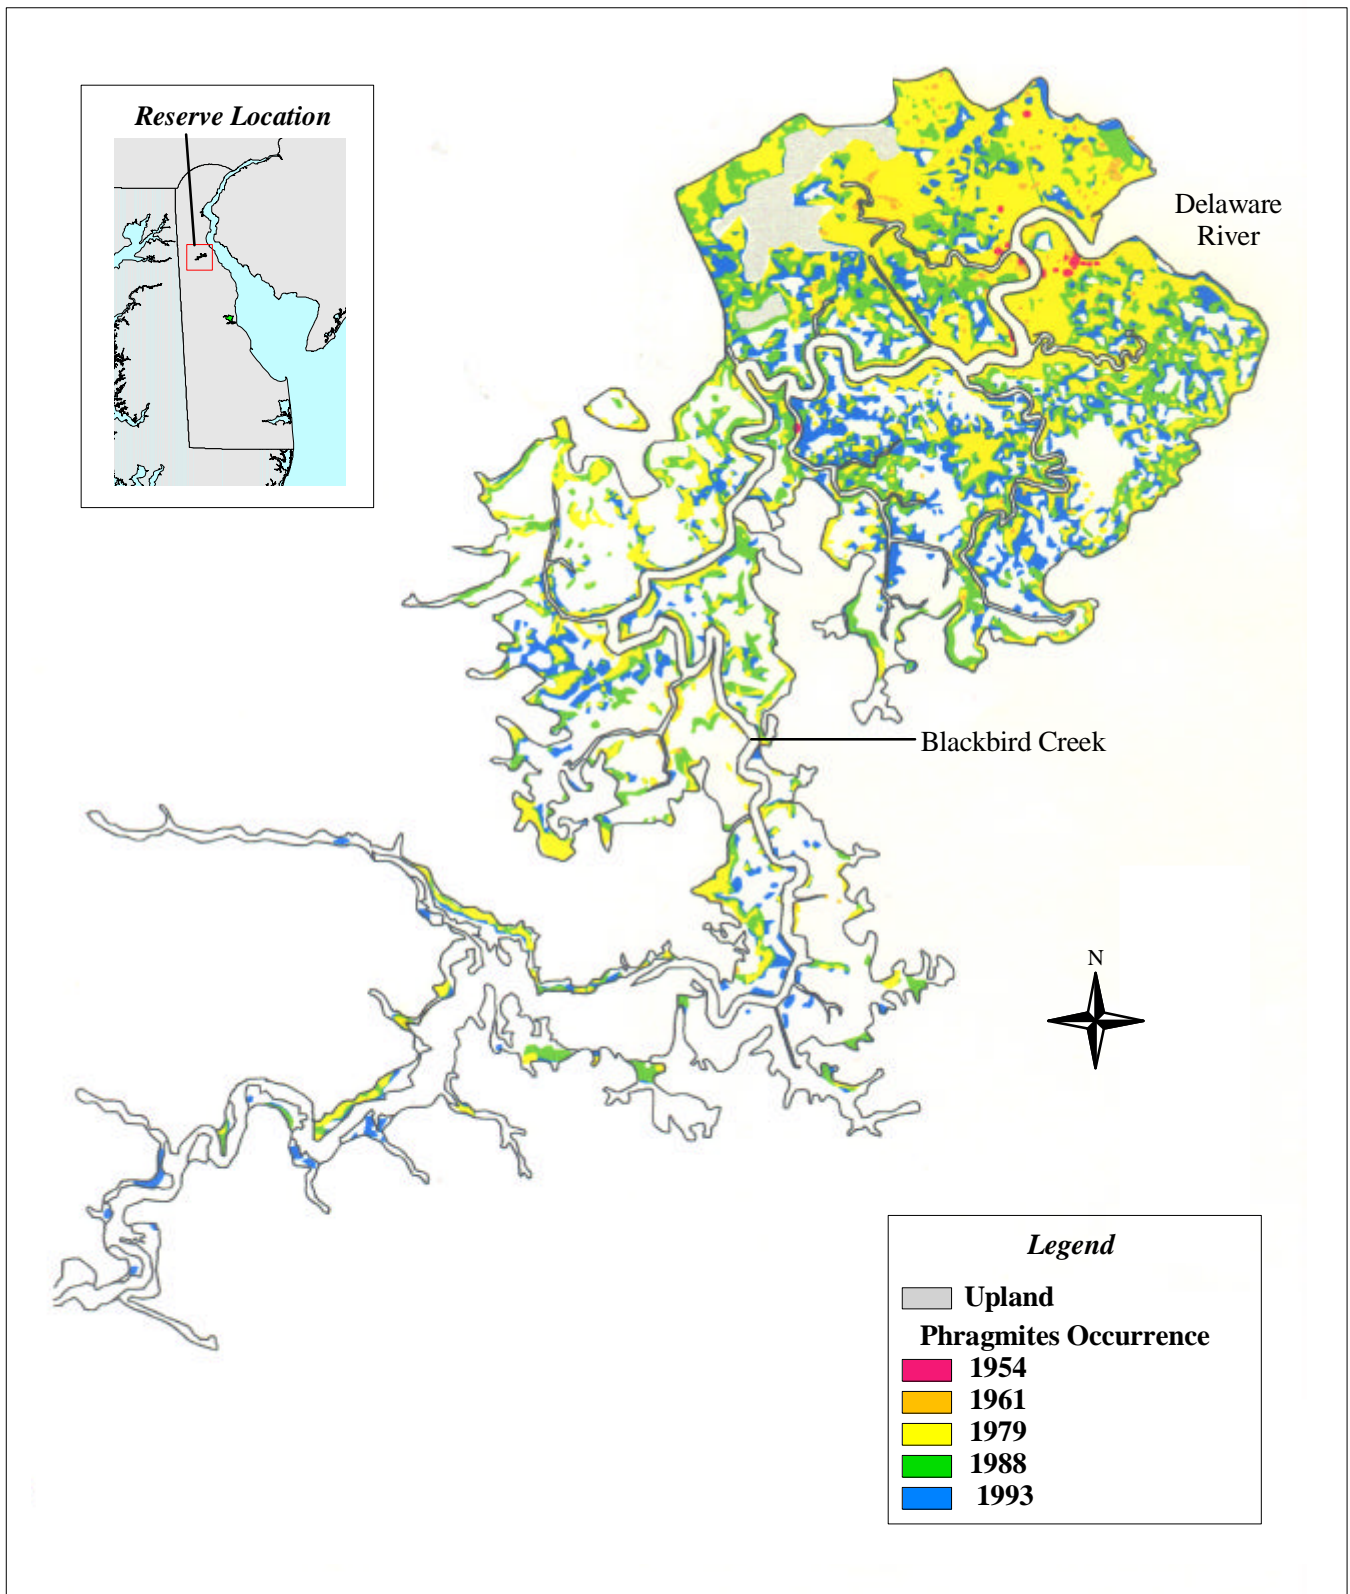 Reserve Location
Delaware
River
Blackbird Creek
N
Legend
Upland
Phragmites Occurrence
1954
1961
1979
1988
1993